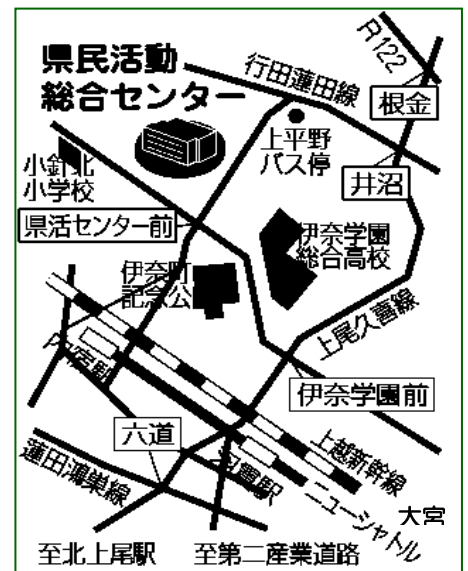 県民活動
総合センター
行田蓮田線
R122
根金
上平野
バス停
井沼
小針北
小学校
県活センター前
伊奈学園
総合高校
伊奈町
記念公
上尾久喜線
内宿駅
伊奈学園前
六道
上越新幹線
蓮田鴻巣線
ニューシャトル
大宮
至北上尾駅
至第二産業道路